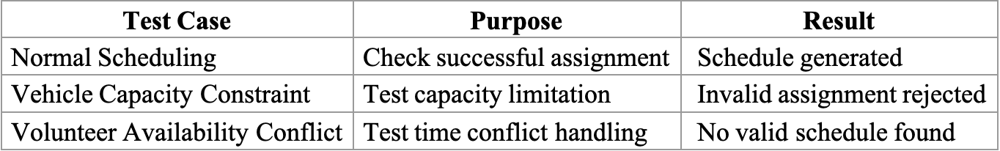 Test Case Purpose Result
Normal Scheduling Check successful assignment Schedule generated
Vehicle Capacity Constraint Test capacity limitation Invalid assignment rejected
Volunteer Availability Conflict Test time conflict handling No valid schedule found